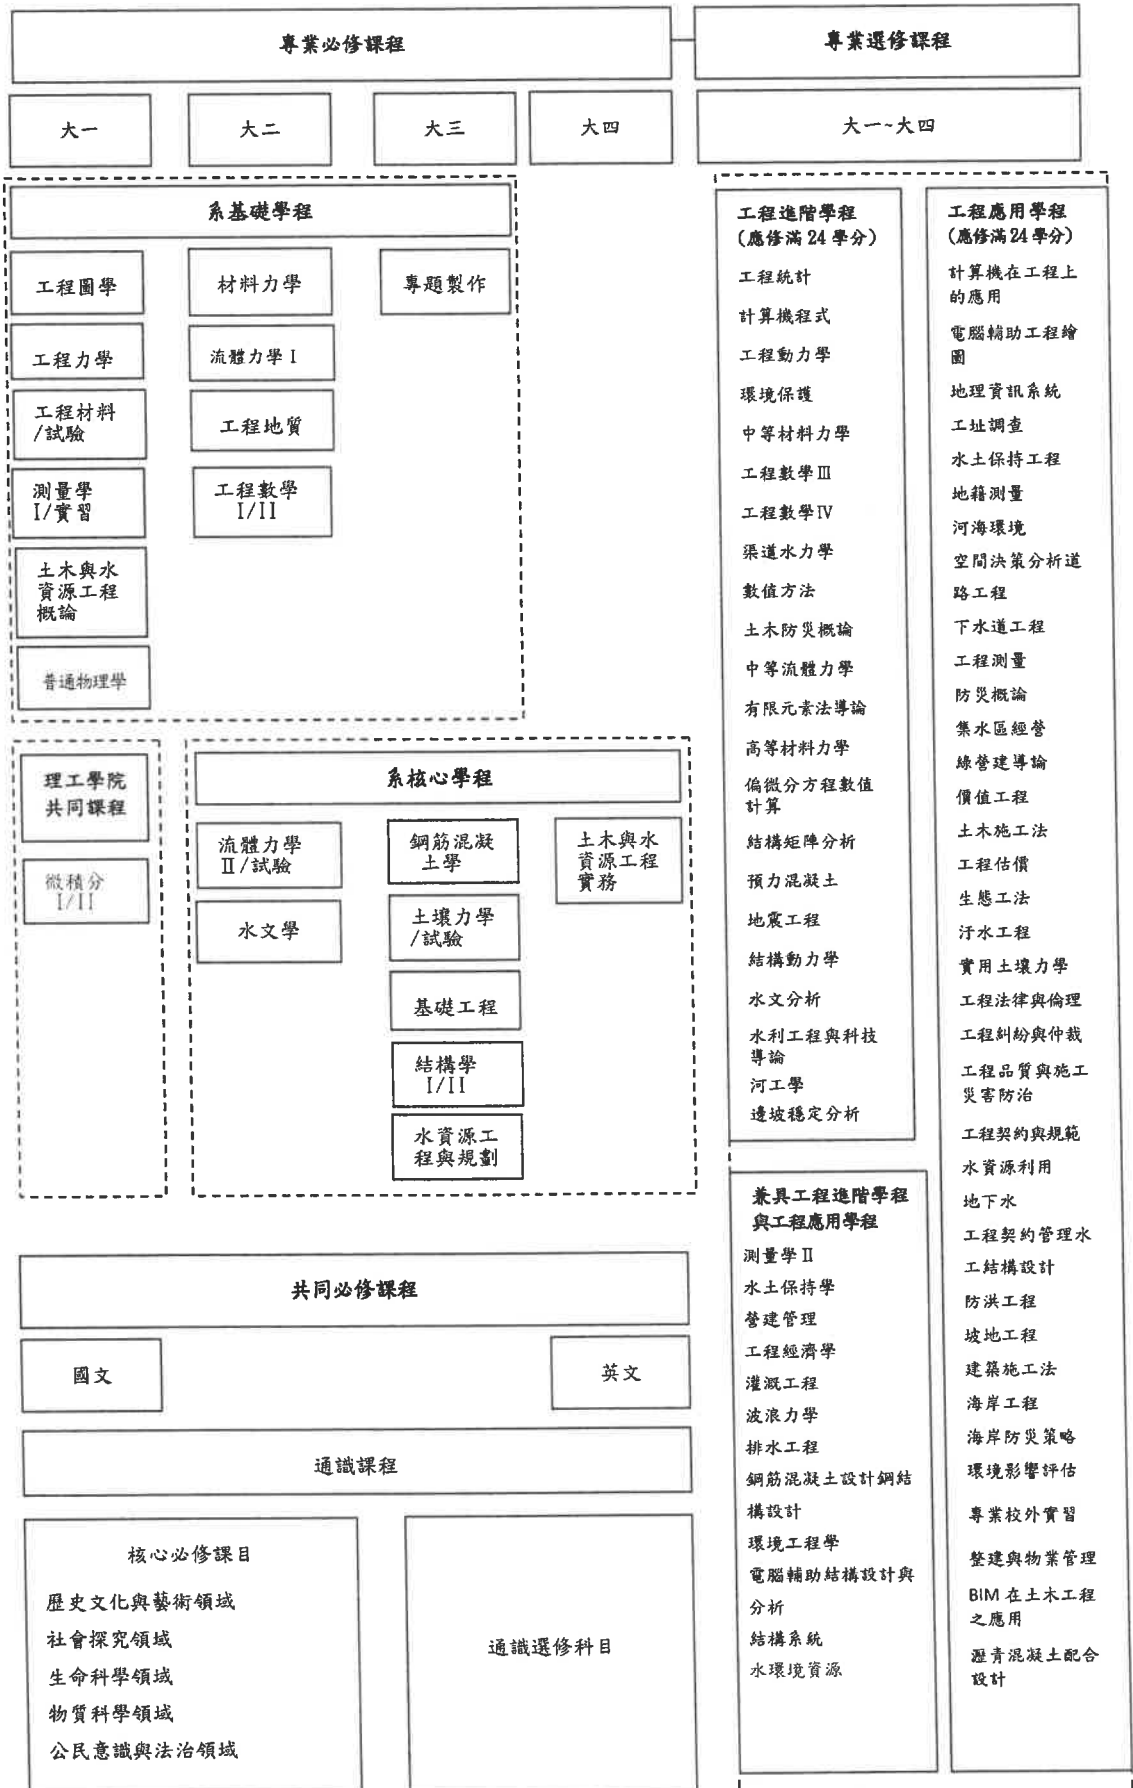 專業必修課程
專業選修課程
大一
大二
大三
大四
大一~大四
系基礎學程
工程圖學
材料力學
專題製作
工程力學
流體力學 I
工程材料
/試驗
工程地質
測量學
I/實習
工程數學
I/II
土木與水
資源工程
概論
普通物理學
理工學院
共同課程
微積分
I/II
系核心學程
流體力學
Ⅱ/試驗
鋼筋混凝
土學
土木與水
資源工程
實務
水文學
土壤力學
/試驗
基礎工程
結構學
I/II
水資源工
程與規劃
共同必修課程
國文
英文
通識課程
核心必修課目
歷史文化與藝術領域
社會探究領域
生命科學領域
物質科學領域
公民意識與法治領域
通識選修科目
工程進階學程
(應修滿 24 學分)
工程統計
計算機程式
工程動力學
環境保護
中等材料力學
工程數學Ⅲ
工程數學Ⅳ
渠道水力學
數值方法
土木防災概論
中等流體力學
有限元素法導論
高等材料力學
偏微分方程數值
計算
結構矩陣分析
預力混凝土
地震工程
結構動力學
水文分析
水利工程與科技
導論
河工學
邊坡穩定分析
兼具工程進階學程
與工程應用學程
測量學Ⅱ
水土保持學
營建管理
工程經濟學
灌溉工程
波浪力學
排水工程
鋼筋混凝土設計鋼結
構設計
環境工程學
電腦輔助結構設計與
分析
結構系統
水環境資源
工程應用學程
(應修滿 24 學分)
計算機在工程上
的應用
電腦輔助工程繪
圖
地理資訊系統
工址調查
水土保持工程
地籍測量
河海環境
空間決策分析道
路工程
下水道工程
工程測量
防災概論
集水區經營
綠營建導論
價值工程
土木施工法
工程估價
生態工法
汙水工程
實用土壤力學
工程法律與倫理
工程糾紛與仲裁
工程品質與施工
災害防治
工程契約與規範
水資源利用
地下水
工程契約管理水
工結構設計
防洪工程
坡地工程
建築施工法
海岸工程
海岸防災策略
環境影響評估
專業校外實習
整建與物業管理
BIM 在土木工程
之應用
瀝青混凝土配合
設計